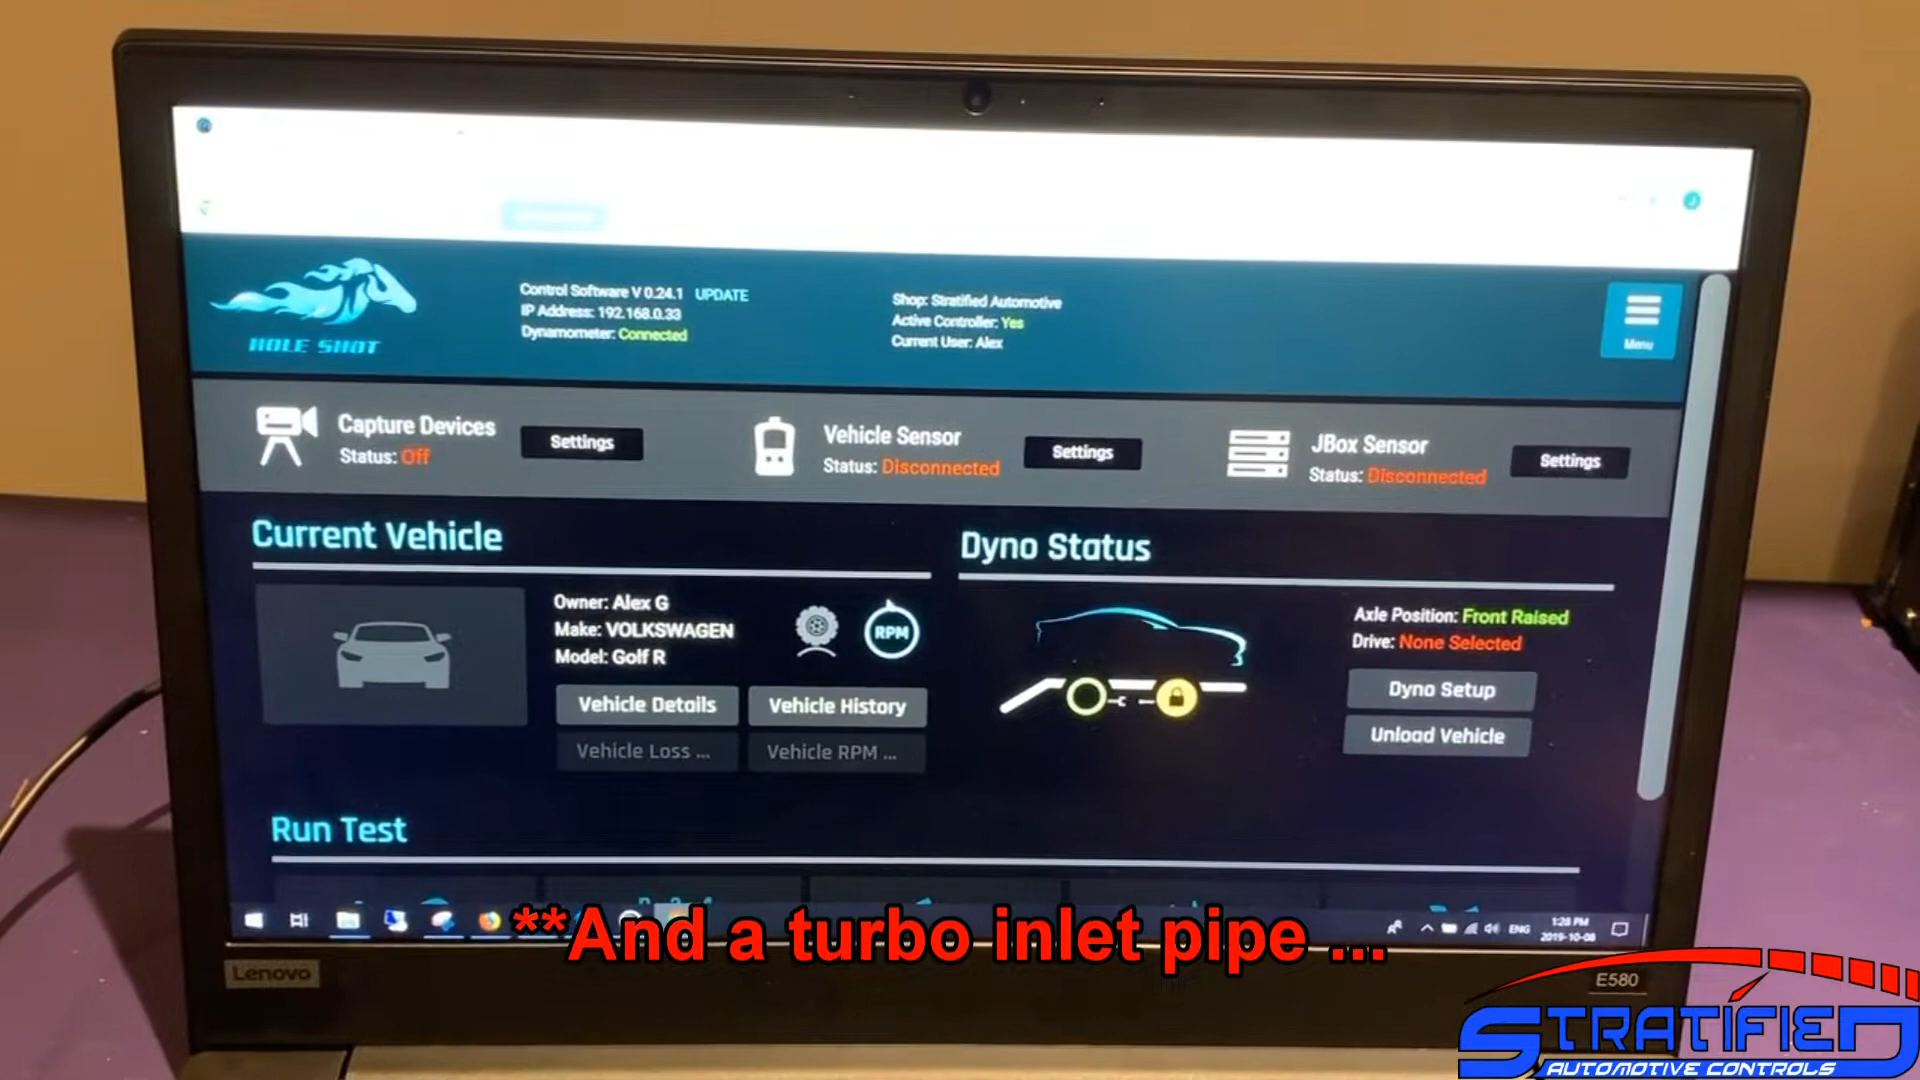 HOLE SHOT
Control Software V 0.24.1 UPDATE
IP Address: 192.168.0.33
Dynamometer: Connected
Shop: Stratified Automotive
Active Controller: Yes
Current User: Alex
Menu
Capture Devices
Status: Off
Settings
Vehicle Sensor
Status: Disconnected
Settings
JBox Sensor
Status: Disconnected
Settings
Current Vehicle
Owner: Alex G
Make: VOLKSWAGEN
Model: Golf R
RPM
Vehicle Details
Vehicle History
Vehicle Loss ...
Vehicle RPM ...
Dyno Status
Axle Position: Front Raised
Drive: None Selected
Dyno Setup
Unload Vehicle
Run Test
ENG
1:28 PM
2019-10-08
**And a turbo inlet pipe ...
Lenovo
E580
STRATIFIED
AUTOMOTIVE CONTROLS